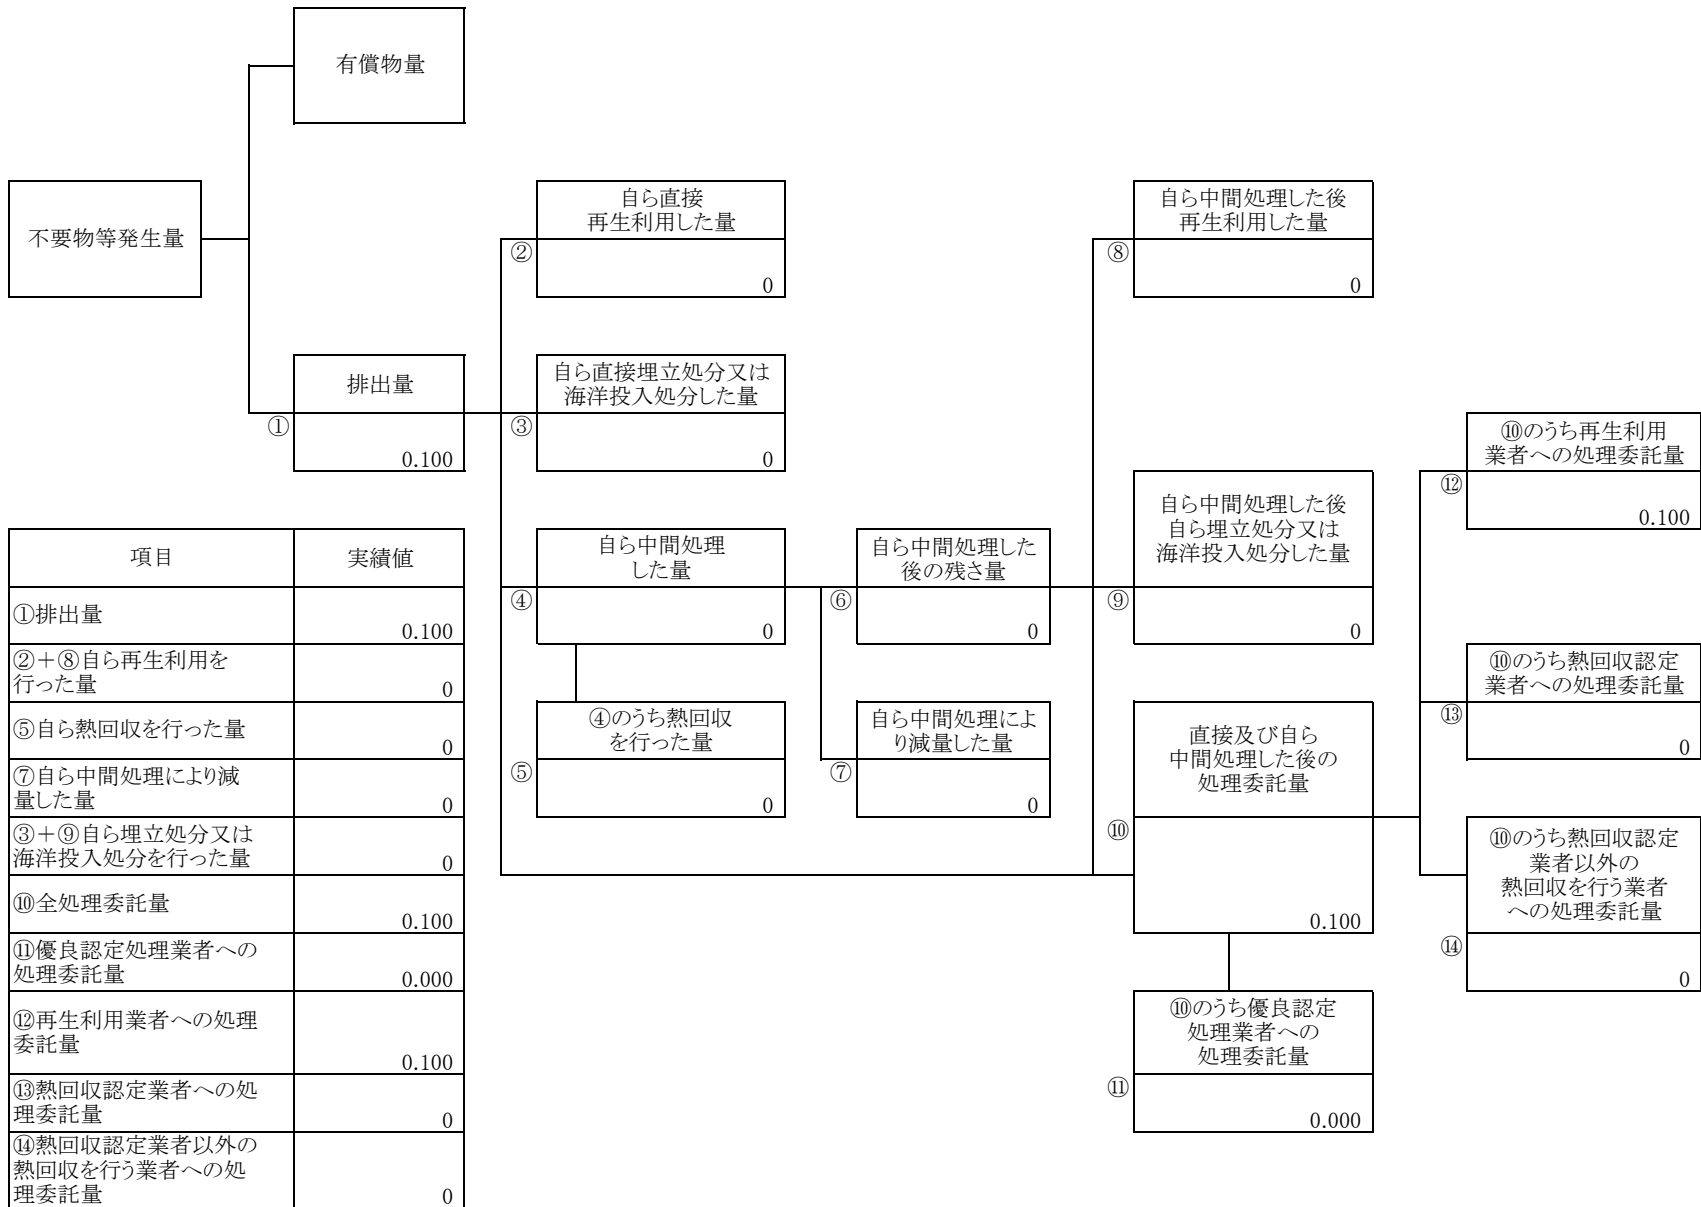 有償物量
不要物等発生量
自ら直接
再生利用した量
②
0
自ら中間処理した後
再生利用した量
⑧
0
排出量
①
0.100
自ら直接埋立処分又は
海洋投入処分した量
③
0
⑩のうち再生利用
業者への処理委託量
⑫
0.100
自ら中間処理
した量
④
0
自ら中間処理した
後の残さ量
⑥
0
自ら中間処理した後
自ら埋立処分又は
海洋投入処分した量
⑨
0
⑩のうち熱回収認定
業者への処理委託量
⑬
0
④のうち熱回収
を行った量
⑤
0
自ら中間処理によ
り減量した量
⑦
0
直接及び自ら
中間処理した後の
処理委託量
⑩
0.100
⑩のうち熱回収認定
業者以外の
熱回収を行う業者
への処理委託量
⑭
0
⑩のうち優良認定
処理業者への
処理委託量
⑪
0.000
項目 実績値
①排出量
0.100
②+⑧自ら再生利用を
行った量 0
⑤自ら熱回収を行った量
0
⑦自ら中間処理により減
量した量 0
③+⑨自ら埋立処分又は
海洋投入処分を行った量 0
⑩全処理委託量
0.100
⑪優良認定処理業者への
処理委託量 0.000
⑫再生利用業者への処理
委託量
0.100
⑬熱回収認定業者への処
理委託量 0
⑭熱回収認定業者以外の
熱回収を行う業者への処
理委託量 0